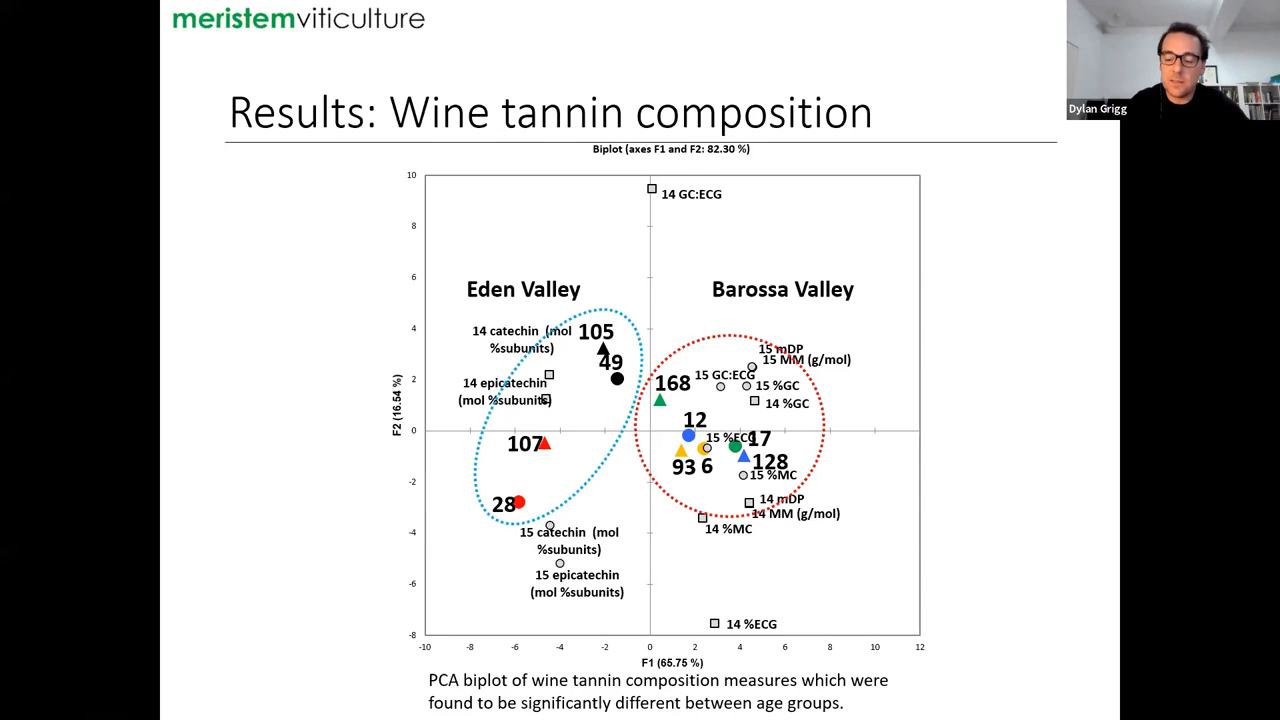 meristemviticulture
Dylan Grigg
Results: Wine tannin composition
Biplot (axes F1 and F2: 82.30 %)
10
8
6
4
2
0
-2
-4
-6
-8
F2 (16.54 %)
14 GC:ECG
Eden Valley
Barossa Valley
14 catechin (mol
%subunits)
105
49
14 epicatechin
(mol %subunits)
107
28
15 catechin (mol
%subunits)
15 epicatechin
(mol %subunits)
15 mDP
15 MM (g/mol)
15 GC:ECG
15 %GC
14 %GC
168
12
15 %ECG
17
93
6
128
15 %MC
14 mDP
14 MM (g/mol)
14 %MC
14 %ECG
-10
-8
-6
-4
-2
0
2
4
6
8
10
12
F1 (65.75 %)
PCA biplot of wine tannin composition measures which were
found to be significantly different between age groups.